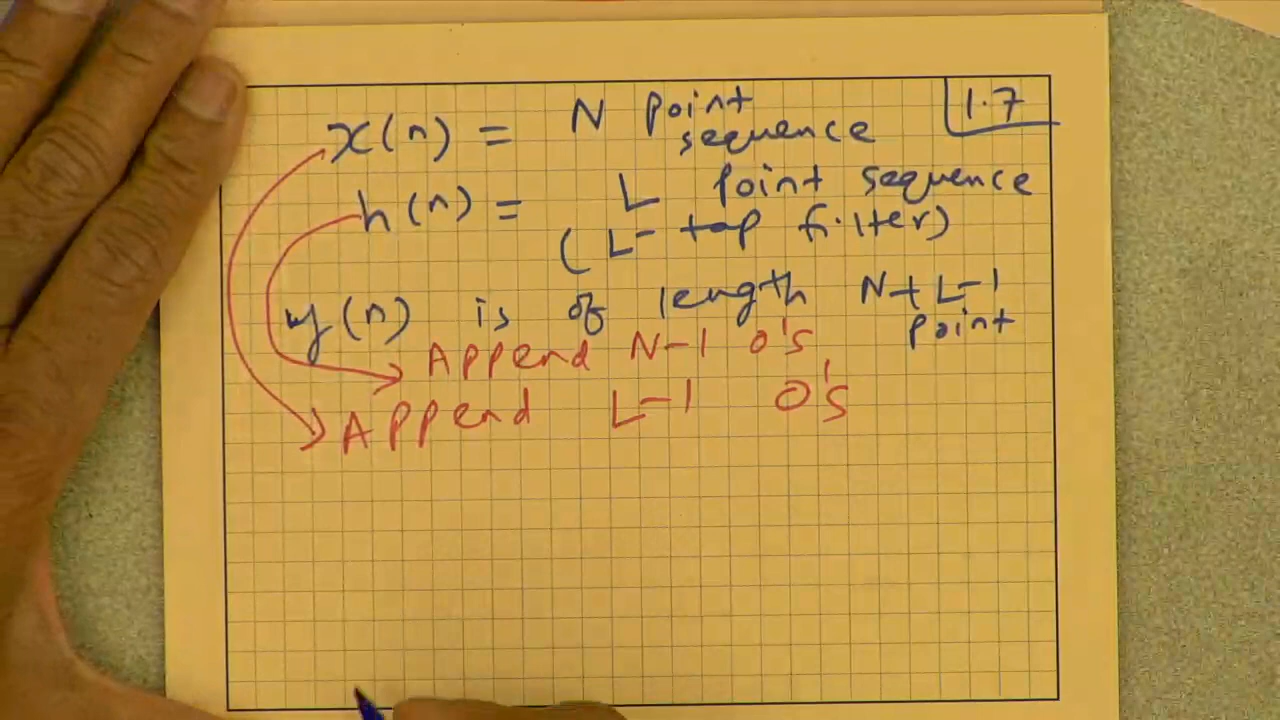 1.7
x(n) = N point sequence
h(n) = L point sequence
(L- tap filter)
y(n) is of length N+L-1 point
Append N-1 0's
Append L-1 0's